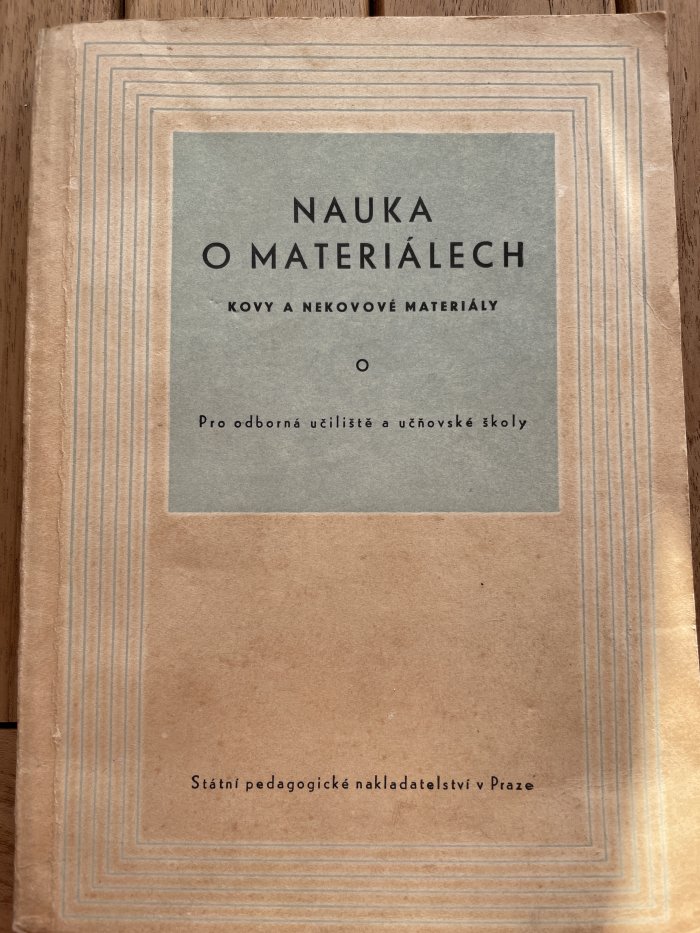 NAUKA
O MATERIÁLECH
KOVY A NEKOVOVÉ MATERIÁLY
O
Pro odborná učiliště a učňovské školy
Státní pedagogické nakladatelství v Praze